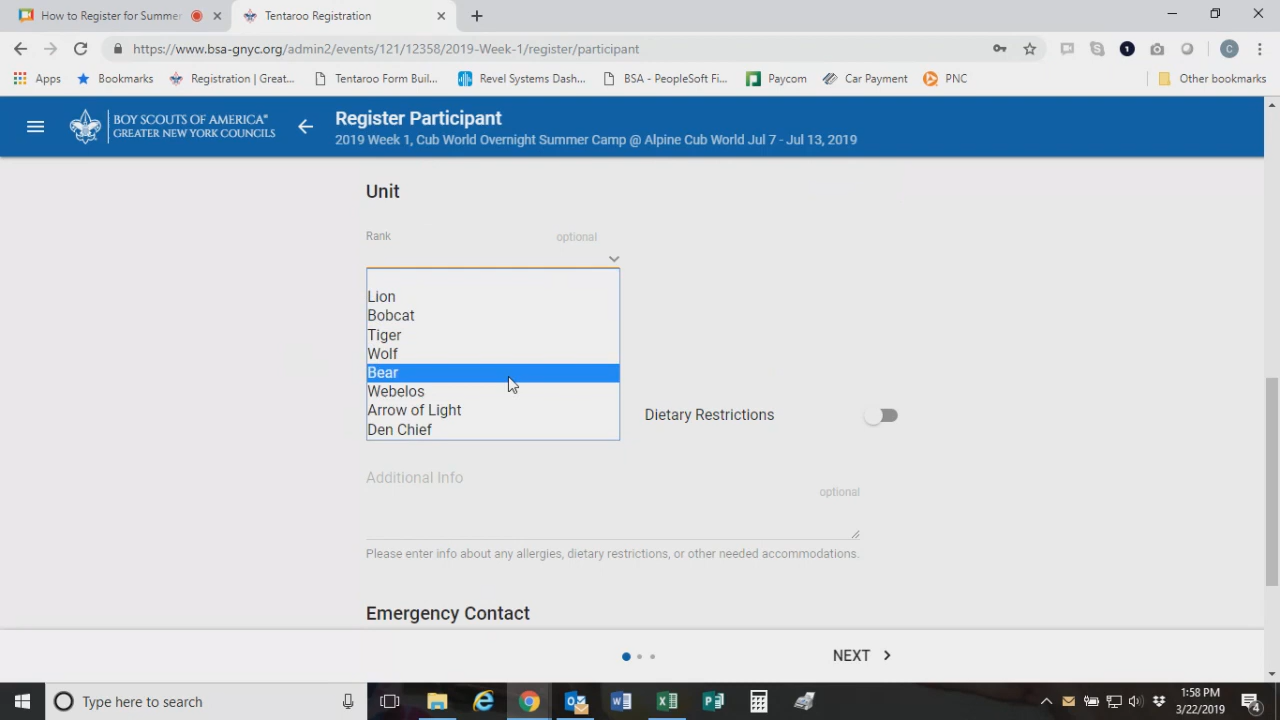 How to Register for Summer
Tentaroo Registration
https://www.bsa-gnyc.org/admin2/events/121/12358/2019-Week-1/register/participant
1
C
Apps
Bookmarks
Registration | Great...
Tentaroo Form Buil...
Revel Systems Dash...
BSA - PeopleSoft Fi...
Paycom
Car Payment
PNC
Other bookmarks
BOY SCOUTS OF AMERICA®
GREATER NEW YORK COUNCILS
Register Participant
2019 Week 1, Cub World Overnight Summer Camp @ Alpine Cub World Jul 7 - Jul 13, 2019
Unit
Rank optional
Lion
Bobcat
Tiger
Wolf
Bear
Webelos
Arrow of Light
Den Chief
Dietary Restrictions
Additional Info
optional
Please enter info about any allergies, dietary restrictions, or other needed accommodations.
Emergency Contact
NEXT
Type here to search
1:58 PM
3/22/2019
4